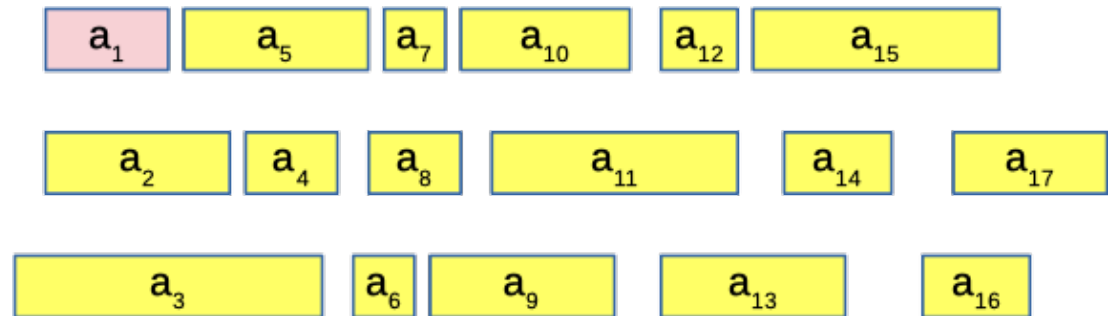 a₁ a₅ a₇ a₁₀ a₁₂ a₁₅
a₂ a₄ a₈ a₁₁ a₁₄ a₁₇
a₃ a₆ a₉ a₁₃ a₁₆